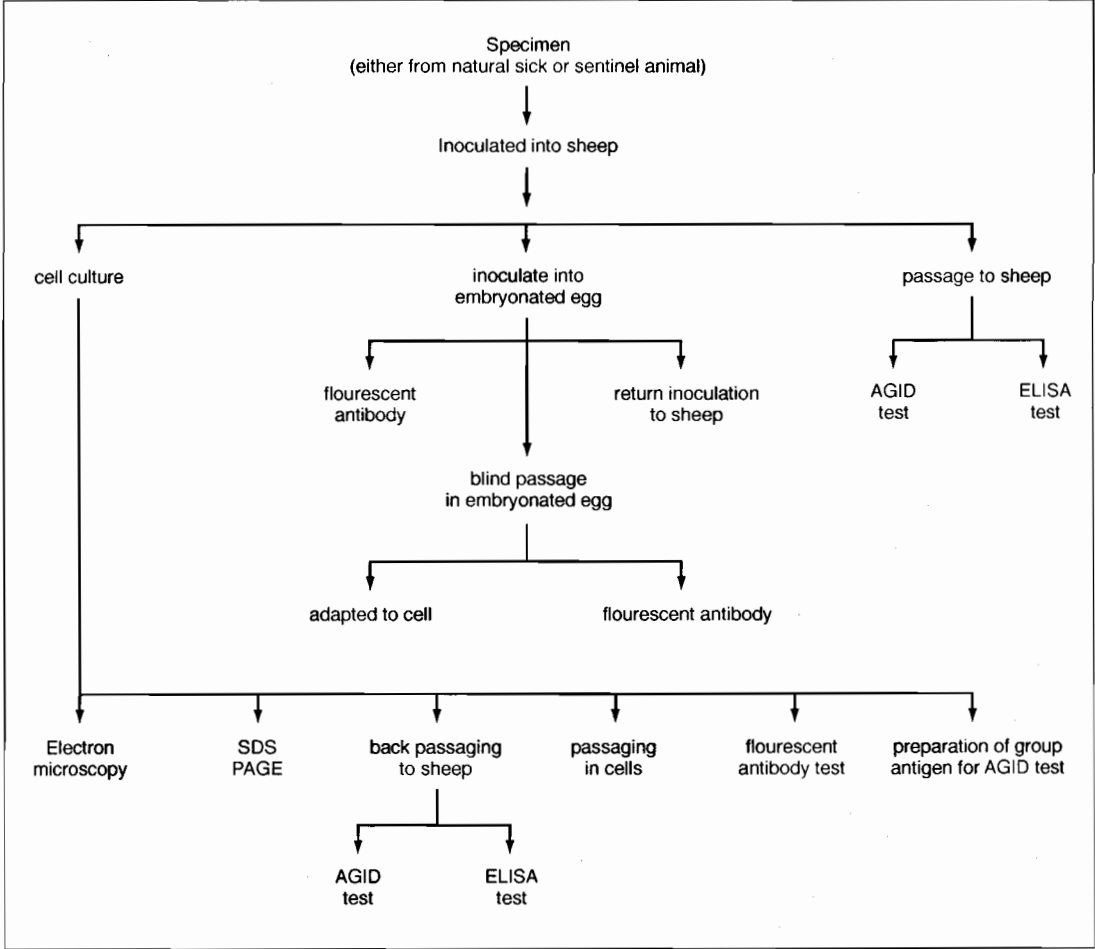 Specimen
(either from natural sick or sentinel animal)
Inoculated into sheep
cell culture
inoculate into
embryonated egg
passage to sheep
flourescent
antibody
return inoculation
to sheep
AGID
test
ELISA
test
blind passage
in embryonated egg
adapted to cell
flourescent antibody
Electron
microscopy
SDS
PAGE
back passaging
to sheep
passaging
in cells
flourescent
antibody test
preparation of group
antigen for AGID test
AGID
test
ELISA
test